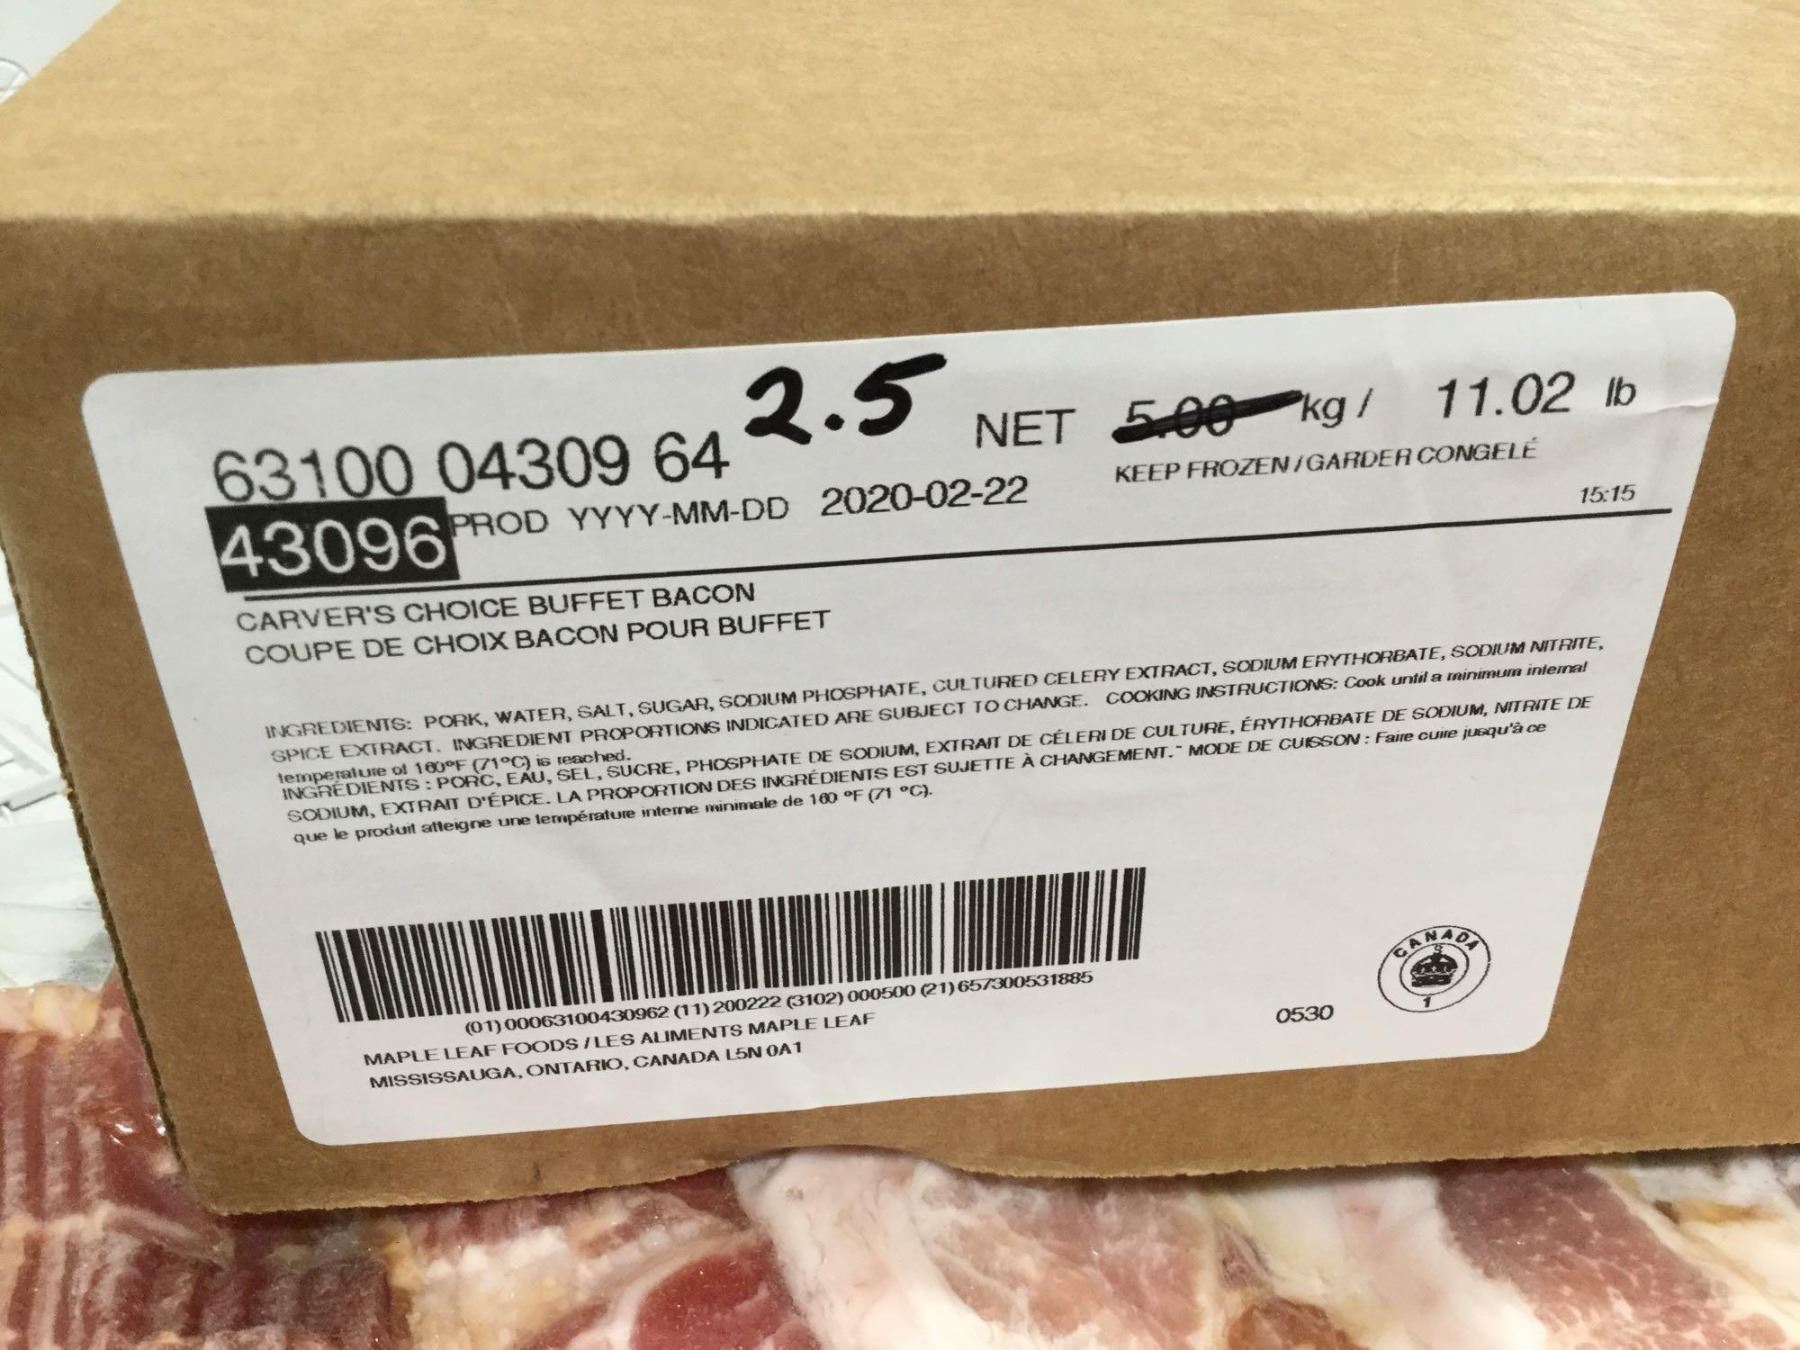 2.5
63100 04309 64 NET 5.00 kg / 11.02 lb
KEEP FROZEN / GARDER CONGELÉ
43096 PROD YYYY-MM-DD 2020-02-22
15:15
CARVER'S CHOICE BUFFET BACON
COUPE DE CHOIX BACON POUR BUFFET
INGREDIENTS: PORK, WATER, SALT, SUGAR, SODIUM PHOSPHATE, CULTURED CELERY EXTRACT, SODIUM ERYTHORBATE, SODIUM NITRITE,
SPICE EXTRACT. INGREDIENT PROPORTIONS INDICATED ARE SUBJECT TO CHANGE. COOKING INSTRUCTIONS: Cook until a minimum internal
temperature of 160°F (71°C) is reached.
INGRÉDIENTS : PORC, EAU, SEL, SUCRE, PHOSPHATE DE SODIUM, EXTRAIT DE CÉLERI DE CULTURE, ÉRYTHORBATE DE SODIUM, NITRITE DE
SODIUM, EXTRAIT D'ÉPICE. LA PROPORTION DES INGRÉDIENTS EST SUJETTE À CHANGEMENT." MODE DE CUISSON : Faire cuire jusqu'à ce
que le produit atteigne une température interne minimale de 160 °F (71 °C).
(01) 00063100430962 (11) 200222 (3102) 000500 (21) 657300531885
MAPLE LEAF FOODS / LES ALIMENTS MAPLE LEAF
MISSISSAUGA, ONTARIO, CANADA L5N 0A1
0530
CANADA
1